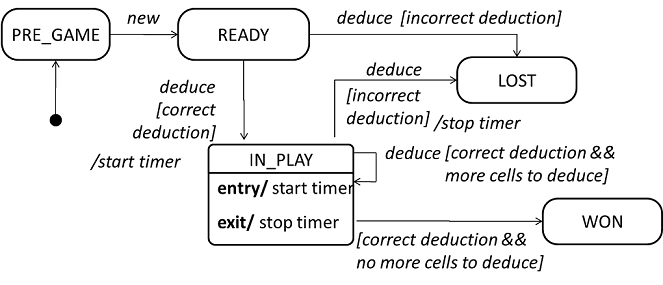 new
deduce [incorrect deduction]
PRE_GAME
READY
deduce
[correct
deduction]
/start timer
deduce
[incorrect
deduction]
/stop timer
LOST
IN_PLAY
entry/ start timer
exit/ stop timer
deduce [correct deduction &&
more cells to deduce]
WON
[correct deduction &&
no more cells to deduce]